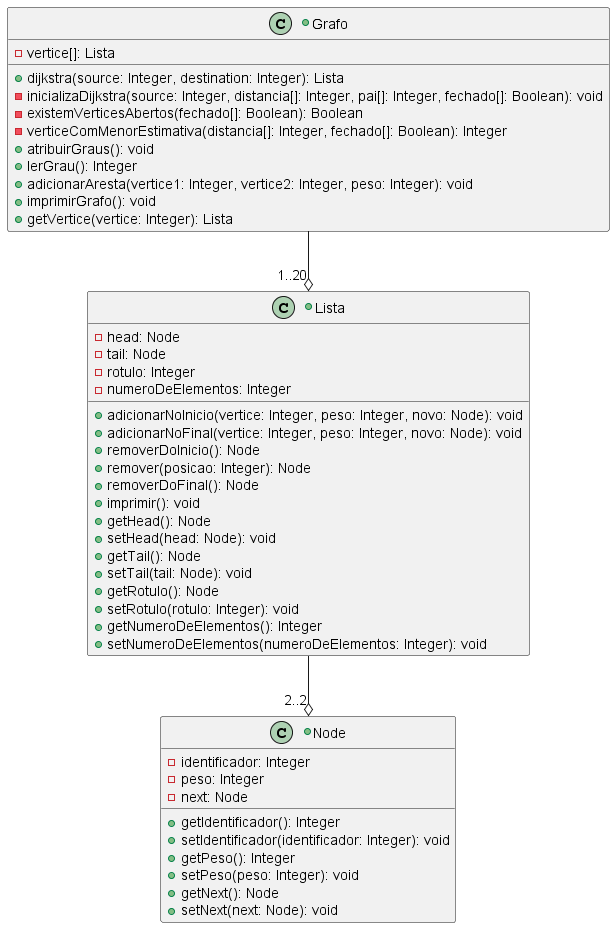 C Grafo
vertice[]: Lista
dijkstra(source: Integer, destination: Integer): Lista
inicializaDijkstra(source: Integer, distancia[]: Integer, pai[]: Integer, fechado[]: Boolean): void
existemVerticesAbertos(fechado[]: Boolean): Boolean
verticeComMenorEstimativa(distancia[]: Integer, fechado[]: Boolean): Integer
atribuirGraus(): void
lerGrau(): Integer
adicionarAresta(vertice1: Integer, vertice2: Integer, peso: Integer): void
imprimirGrafo(): void
getVertice(vertice: Integer): Lista
1..20
C Lista
head: Node
tail: Node
rotulo: Integer
numeroDeElementos: Integer
adicionarNoInicio(vertice: Integer, peso: Integer, novo: Node): void
adicionarNoFinal(vertice: Integer, peso: Integer, novo: Node): void
removerDoInicio(): Node
remover(posicao: Integer): Node
removerDoFinal(): Node
imprimir(): void
getHead(): Node
setHead(head: Node): void
getTail(): Node
setTail(tail: Node): void
getRotulo(): Node
setRotulo(rotulo: Integer): void
getNumeroDeElementos(): Integer
setNumeroDeElementos(numeroDeElementos: Integer): void
2..2
C Node
identificador: Integer
peso: Integer
next: Node
getIdentificador(): Integer
setIdentificador(identificador: Integer): void
getPeso(): Integer
setPeso(peso: Integer): void
getNext(): Node
setNext(next: Node): void